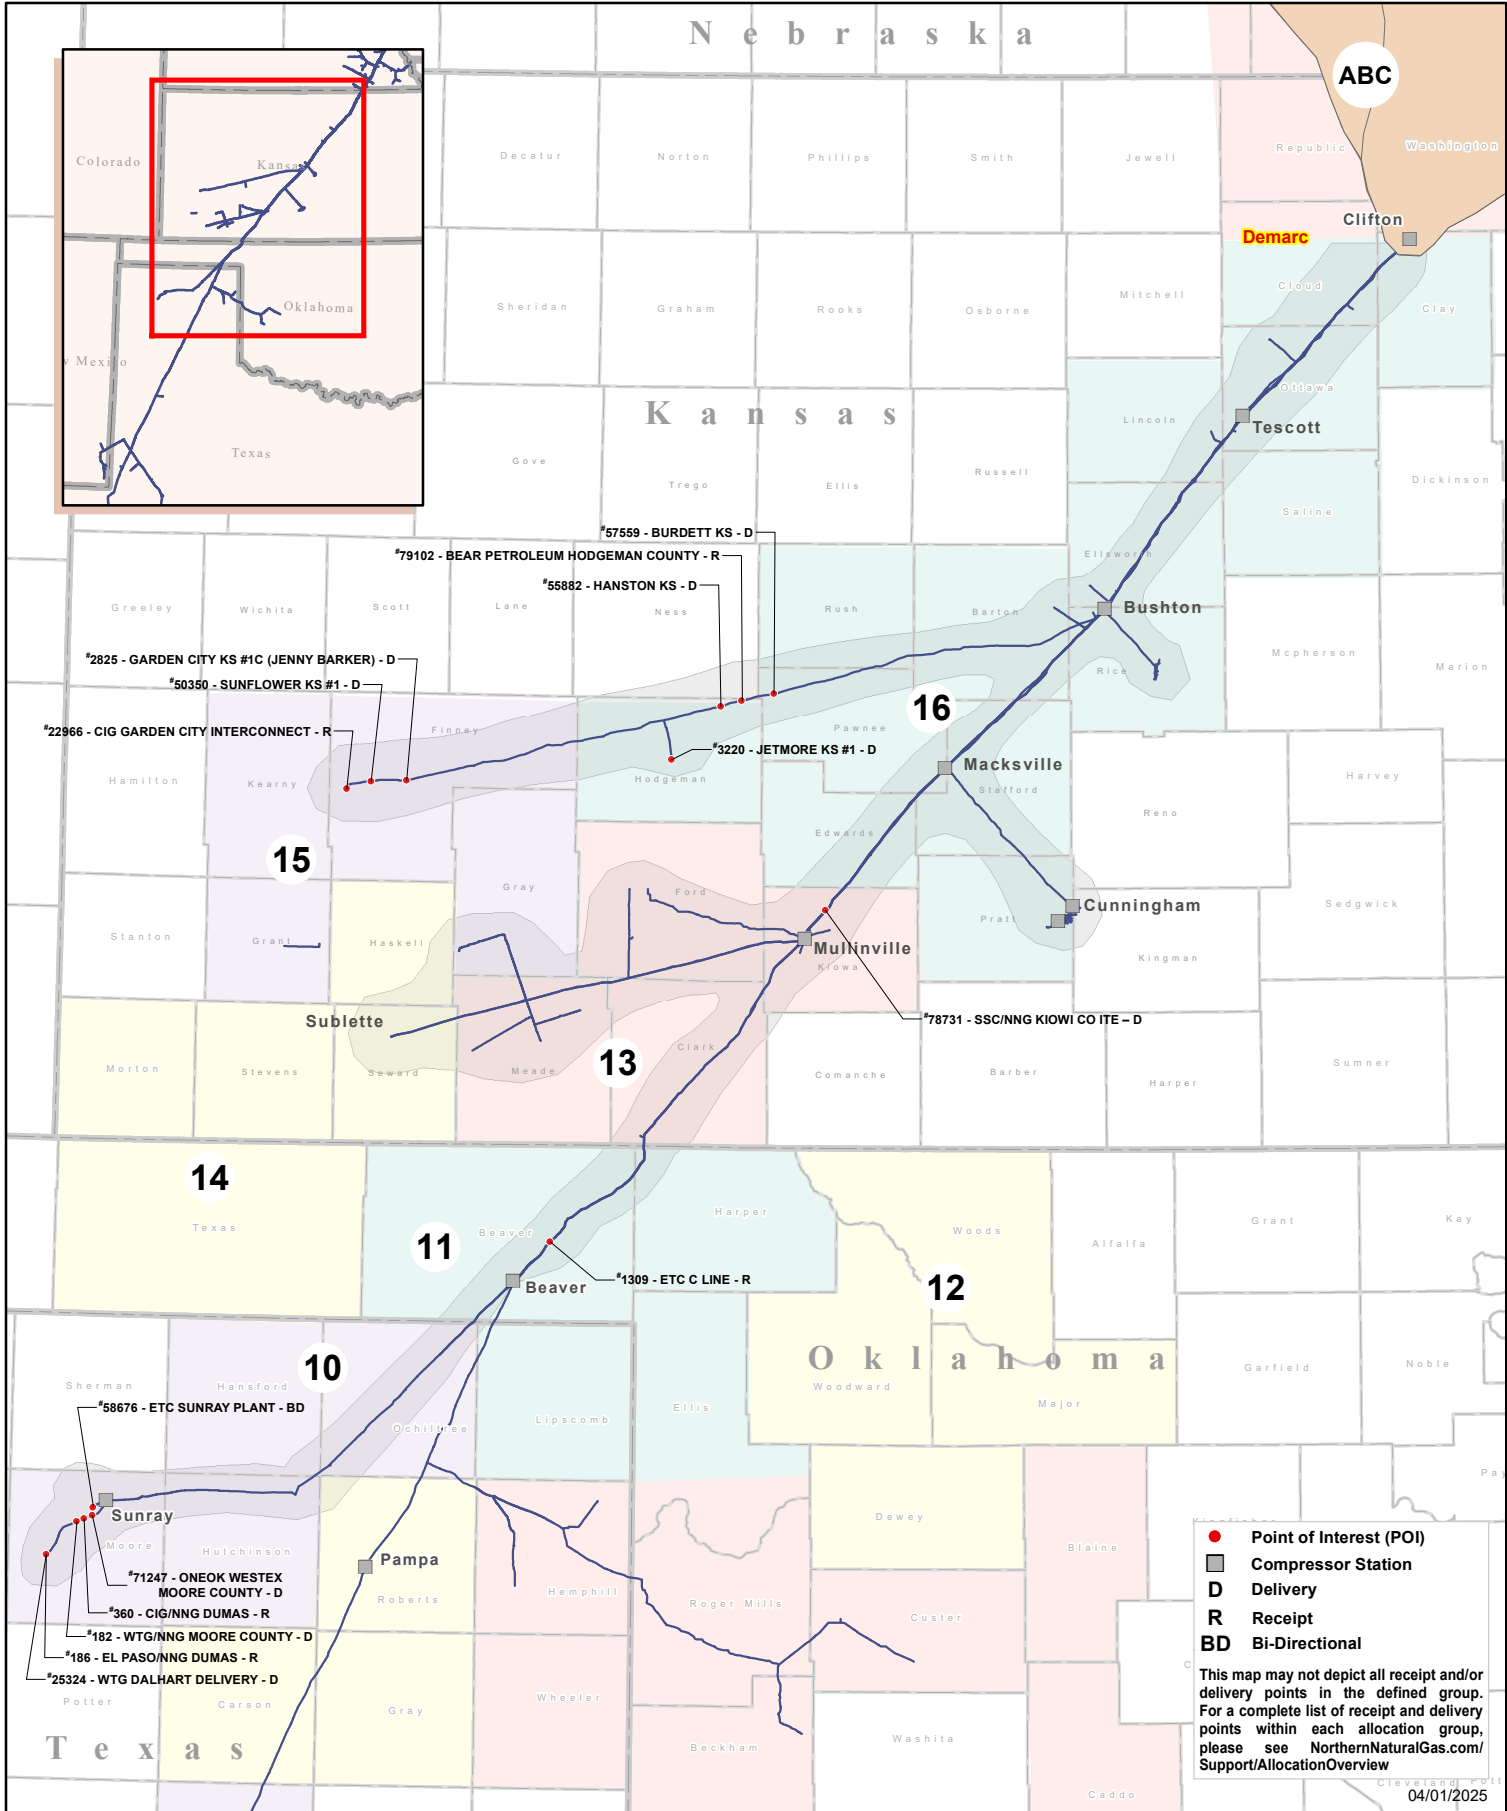 Nebraska
ABC
Colorado
Kansas
Oklahoma
w Mexico
Texas
Decatur
Norton
Phillips
Smith
Jewell
Republic
Washington
Clifton
Demarc
Cloud
Clay
Sheridan
Graham
Rooks
Osborne
Mitchell
Kansas
Ottawa
Lincoln
Tescott
Gove
Trego
Ellis
Russell
Dickinson
Saline
#57559 - BURDETT KS - D
#79102 - BEAR PETROLEUM HODGEMAN COUNTY - R
#55882 - HANSTON KS - D
Ellsworth
Greeley
Wichita
Scott
Lane
Ness
Rush
Barton
Bushton
Mcpherson
Marion
Rice
#2825 - GARDEN CITY KS #1C (JENNY BARKER) - D
#50350 - SUNFLOWER KS #1 - D
#22966 - CIG GARDEN CITY INTERCONNECT - R
Finney
16
Pawnee
#3220 - JETMORE KS #1 - D
Hamilton
Kearny
Hodgeman
Macksville
Stafford
Harvey
Reno
Edwards
15
Gray
Ford
Pratt
Cunningham
Sedgwick
Stanton
Grant
Haskell
Mullinville
Kiowa
Kingman
Sublette
#78731 - SSC/NNG KIOWI CO ITE – D
Morton
Stevens
Seward
Meade
13
Clark
Comanche
Barber
Harper
Sumner
14
Texas
11
Beaver
Harper
Woods
Alfalfa
Grant
Kay
#1309 - ETC C LINE - R
Beaver
12
Oklahoma
10
Sherman
Hansford
Ochiltree
Lipscomb
Ellis
Woodward
Major
Garfield
Noble
#58676 - ETC SUNRAY PLANT - BD
Pay
Sunray
Moore
Hutchinson
Pampa
Roberts
Hemphill
Roger Mills
Dewey
Custer
Blaine
#71247 - ONEOK WESTEX
MOORE COUNTY - D
#360 - CIG/NNG DUMAS - R
#182 - WTG/NNG MOORE COUNTY - D
#186 - EL PASO/NNG DUMAS - R
#25324 - WTG DALHART DELIVERY - D
Potter
Carson
Gray
Wheeler
Beckham
Washita
Caddo
Texas
Point of Interest (POI)
Compressor Station
D Delivery
R Receipt
BD Bi-Directional
This map may not depict all receipt and/or
delivery points in the defined group.
For a complete list of receipt and delivery
points within each allocation group,
please see NorthernNaturalGas.com/
Support/AllocationOverview
Cleveland
04/01/2025